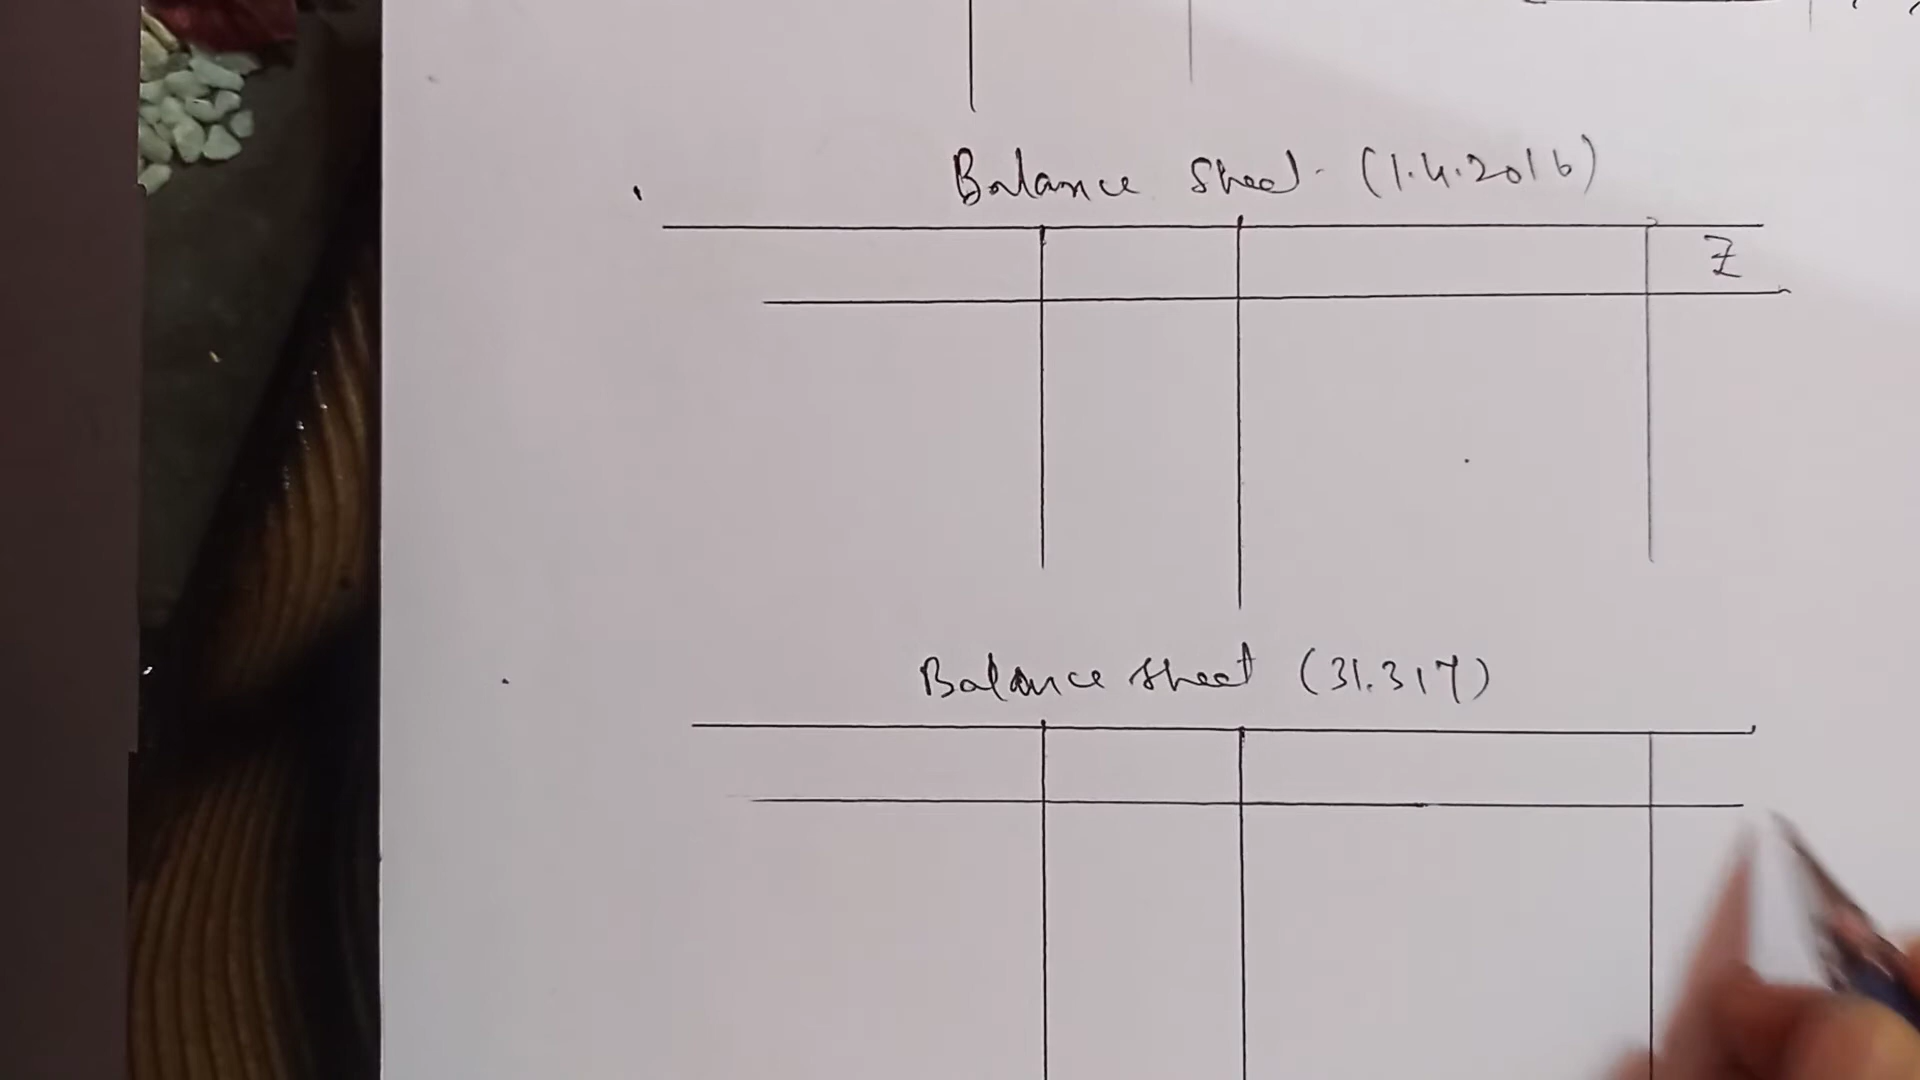 Balance Sheet (1.4.2016)
₹
Balance sheet (31.3 17)